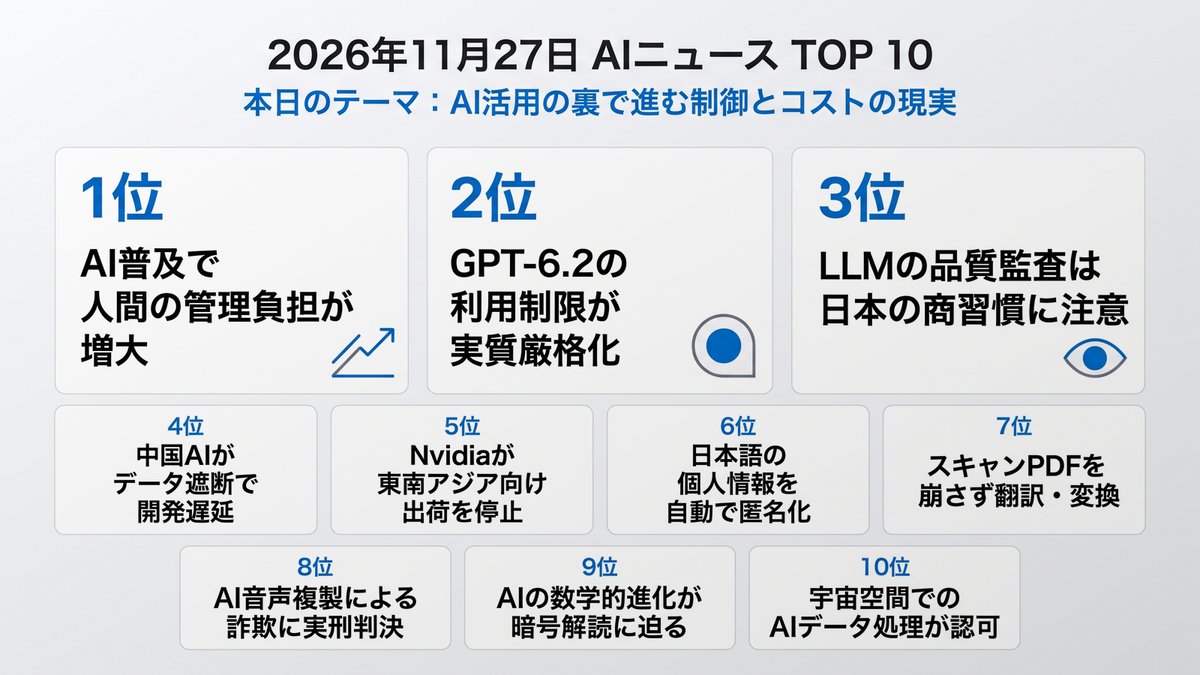 2026年11月27日 AIニュース TOP 10
本日のテーマ：AI活用の裏で進む制御とコストの現実
1位
AI普及で
人間の管理負担が
増大
2位
GPT-6.2の
利用制限が
実質厳格化
3位
LLMの品質監査は
日本の商習慣に注意
4位
中国AIが
データ遮断で
開発遅延
5位
Nvidiaが
東南アジア向け
出荷を停止
6位
日本語の
個人情報を
自動で匿名化
7位
スキャンPDFを
崩さず翻訳・変換
8位
AI音声複製による
詐欺に実刑判決
9位
AIの数学的進化が
暗号解読に迫る
10位
宇宙空間での
AIデータ処理が認可